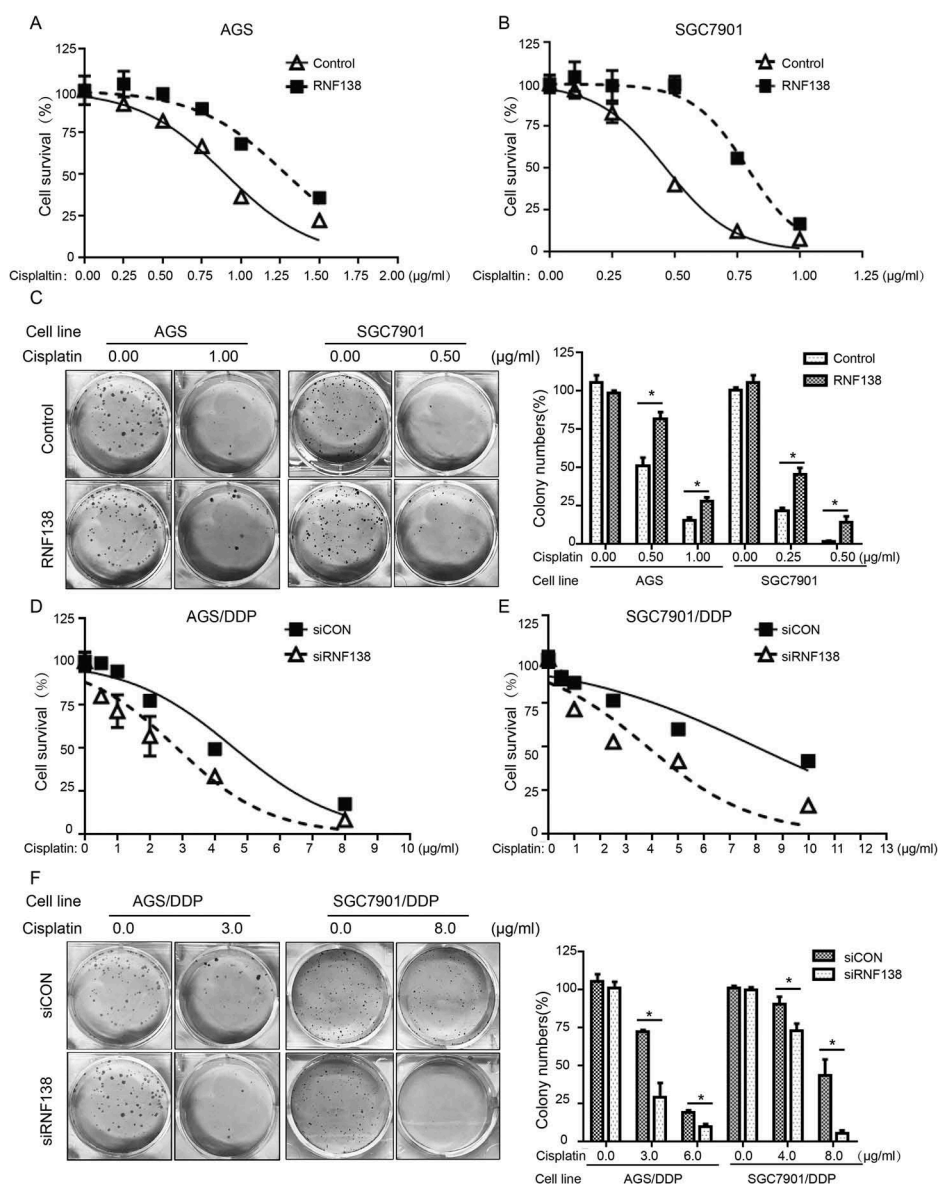 A
AGS
Control
RNF138
Cell survival (%)
125
100
75
50
25
0
Cisplaltin: 0.00 0.25 0.50 0.75 1.00 1.25 1.50 1.75 2.00 (μg/ml)
B
SGC7901
Control
RNF138
Cell survival (%)
125
100
75
50
25
0
Cisplaltin: 0.00 0.25 0.50 0.75 1.00 1.25 (μg/ml)
C
Cell line AGS SGC7901
Cisplatin 0.00 1.00 0.00 0.50 (μg/ml)
Control
RNF138
Control
RNF138
Colony numbers(%)
125
100
75
50
25
0
Cisplatin 0.00 0.50 1.00 0.00 0.25 0.50 (μg/ml)
Cell line AGS SGC7901
* * * *
D
AGS/DDP
siCON
siRNF138
Cell survival (%)
125
100
75
50
25
0
Cisplatin: 0 1 2 3 4 5 6 7 8 9 10 (μg/ml)
E
SGC7901/DDP
siCON
siRNF138
Cell survival (%)
125
100
75
50
25
0
Cisplatin: 0 1 2 3 4 5 6 7 8 9 10 11 12 13 (μg/ml)
F
Cell line AGS/DDP SGC7901/DDP
Cisplatin 0.0 3.0 0.0 8.0 (μg/ml)
siCON
siRNF138
siCON
siRNF138
Colony numbers(%)
125
100
75
50
25
0
* * * *
Cisplatin 0.0 3.0 6.0 0.0 4.0 8.0 (μg/ml)
Cell line AGS/DDP SGC7901/DDP